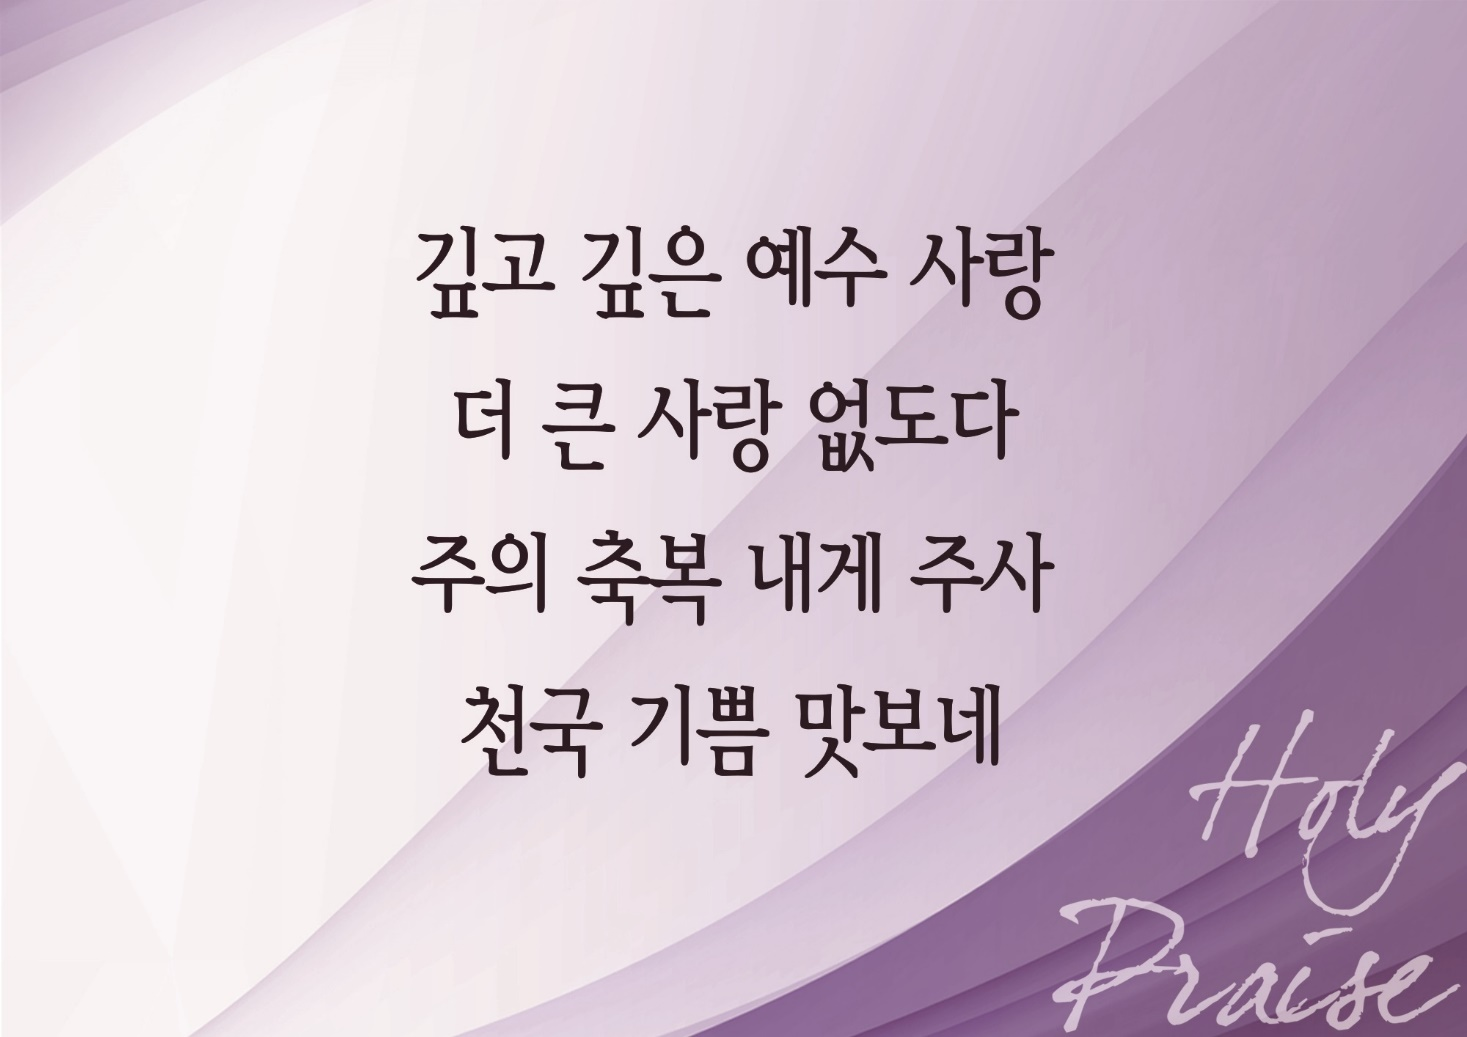 깊고 깊은 예수 사랑
더 큰 사랑 없도다
주의 축복 내게 주사
천국 기쁨 맛보네
Holy
Praise